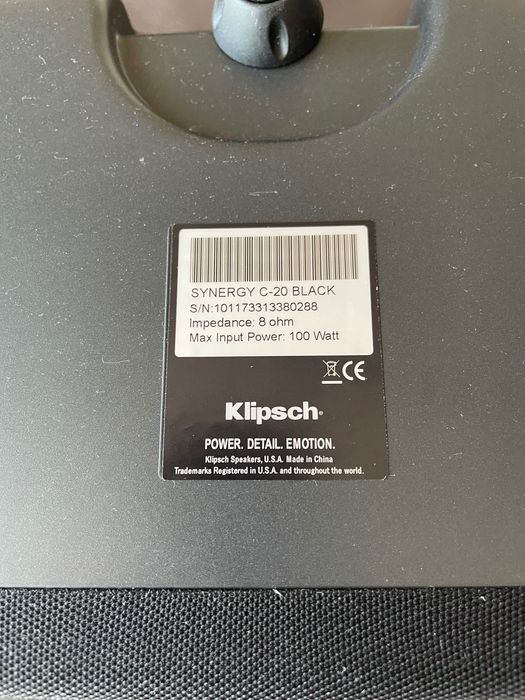 SYNERGY C-20 BLACK
S/N:101173313380288
Impedance: 8 ohm
Max Input Power: 100 Watt
CE
Klipsch®
POWER. DETAIL. EMOTION.
Klipsch Speakers, U.S.A. Made in China
Trademarks Registered in U.S.A. and throughout the world.